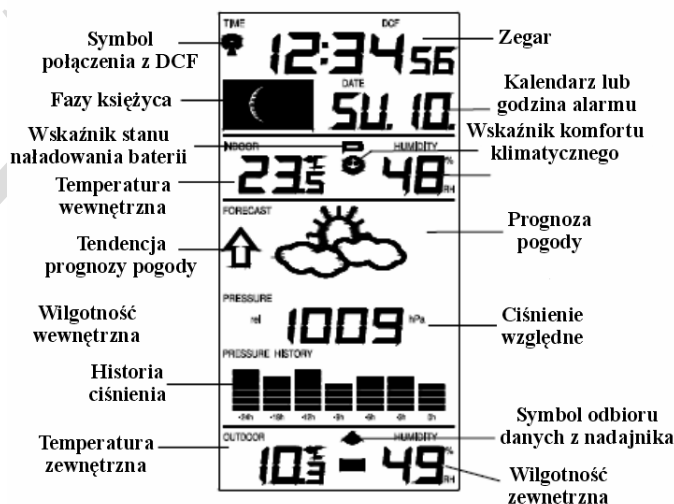 TIME
DCF
12:34 56
DATE
SU. 10.
INDOOR
HUMIDITY
23.5 °C
48 % RH
FORECAST
PRESSURE
rel
1009 hPa
PRESSURE HISTORY
-24h
-18h
-12h
0h
OUTDOOR
HUMIDITY
10.3 °C
49 % RH
Symbol
połączenia z DCF
Fazy księżyca
Wskaźnik stanu
naładowania baterii
Temperatura
wewnętrzna
Tendencja
prognozy pogody
Wilgotność
wewnętrzna
Historia
ciśnienia
Temperatura
zewnętrzna
Zegar
Kalendarz lub
godzina alarmu
Wskaźnik komfortu
klimatycznego
Prognoza
pogody
Ciśnienie
względne
Symbol odbioru
danych z nadajnika
Wilgotność
zewnętrzna